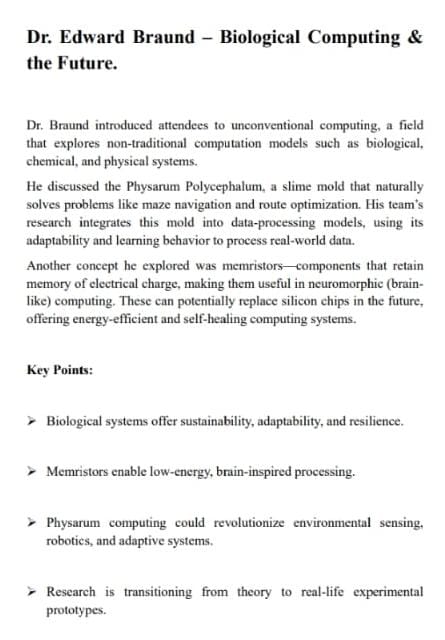 Dr. Edward Braund – Biological Computing &
the Future.
Dr. Braund introduced attendees to unconventional computing, a field
that explores non-traditional computation models such as biological,
chemical, and physical systems.
He discussed the Physarum Polycephalum, a slime mold that naturally
solves problems like maze navigation and route optimization. His team's
research integrates this mold into data-processing models, using its
adaptability and learning behavior to process real-world data.
Another concept he explored was memristors—components that retain
memory of electrical charge, making them useful in neuromorphic (brain-
like) computing. These can potentially replace silicon chips in the future,
offering energy-efficient and self-healing computing systems.
Key Points:
➤ Biological systems offer sustainability, adaptability, and resilience.
➤ Memristors enable low-energy, brain-inspired processing.
➤ Physarum computing could revolutionize environmental sensing,
robotics, and adaptive systems.
➤ Research is transitioning from theory to real-life experimental
prototypes.